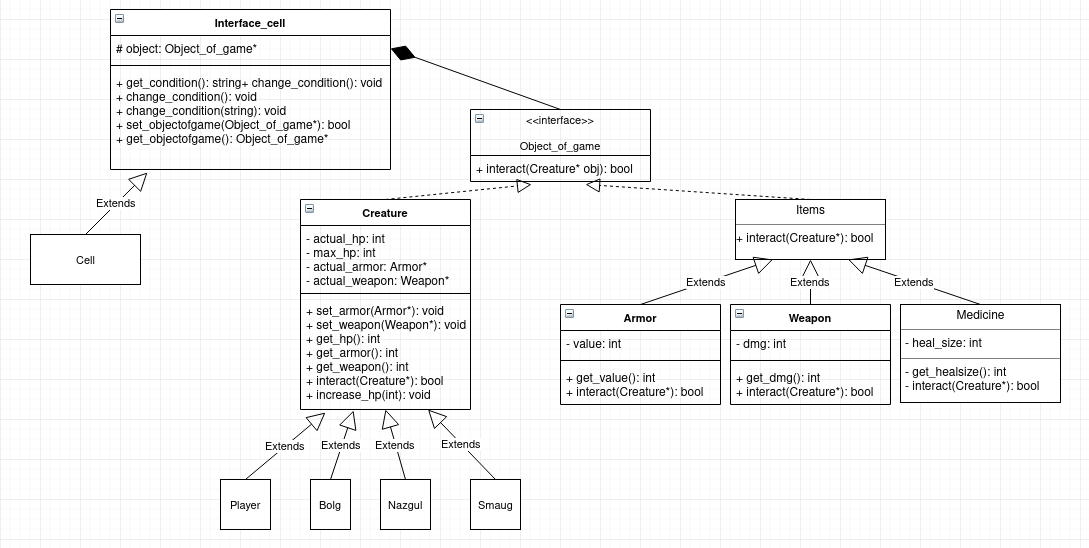 Interface_cell
# object: Object_of_game*
+ get_condition(): string+ change_condition(): void
+ change_condition(): void
+ change_condition(string): void
+ set_objectofgame(Object_of_game*): bool
+ get_objectofgame(): Object_of_game*
<<interface>>
Object_of_game
+ interact(Creature* obj): bool
Extends
Cell
Creature
- actual_hp: int
- max_hp: int
- actual_armor: Armor*
- actual_weapon: Weapon*
+ set_armor(Armor*): void
+ set_weapon(Weapon*): void
+ get_hp(): int
+ get_armor(): int
+ get_weapon(): int
+ interact(Creature*): bool
+ increase_hp(int): void
Items
+ interact(Creature*): bool
Extends
Extends
Extends
Armor
- value: int
+ get_value(): int
+ interact(Creature*): bool
Weapon
- dmg: int
+ get_dmg(): int
+ interact(Creature*): bool
Medicine
- heal_size: int
- get_healsize(): int
- interact(Creature*): bool
Extends
Extends
Extends
Extends
Player
Bolg
Nazgul
Smaug